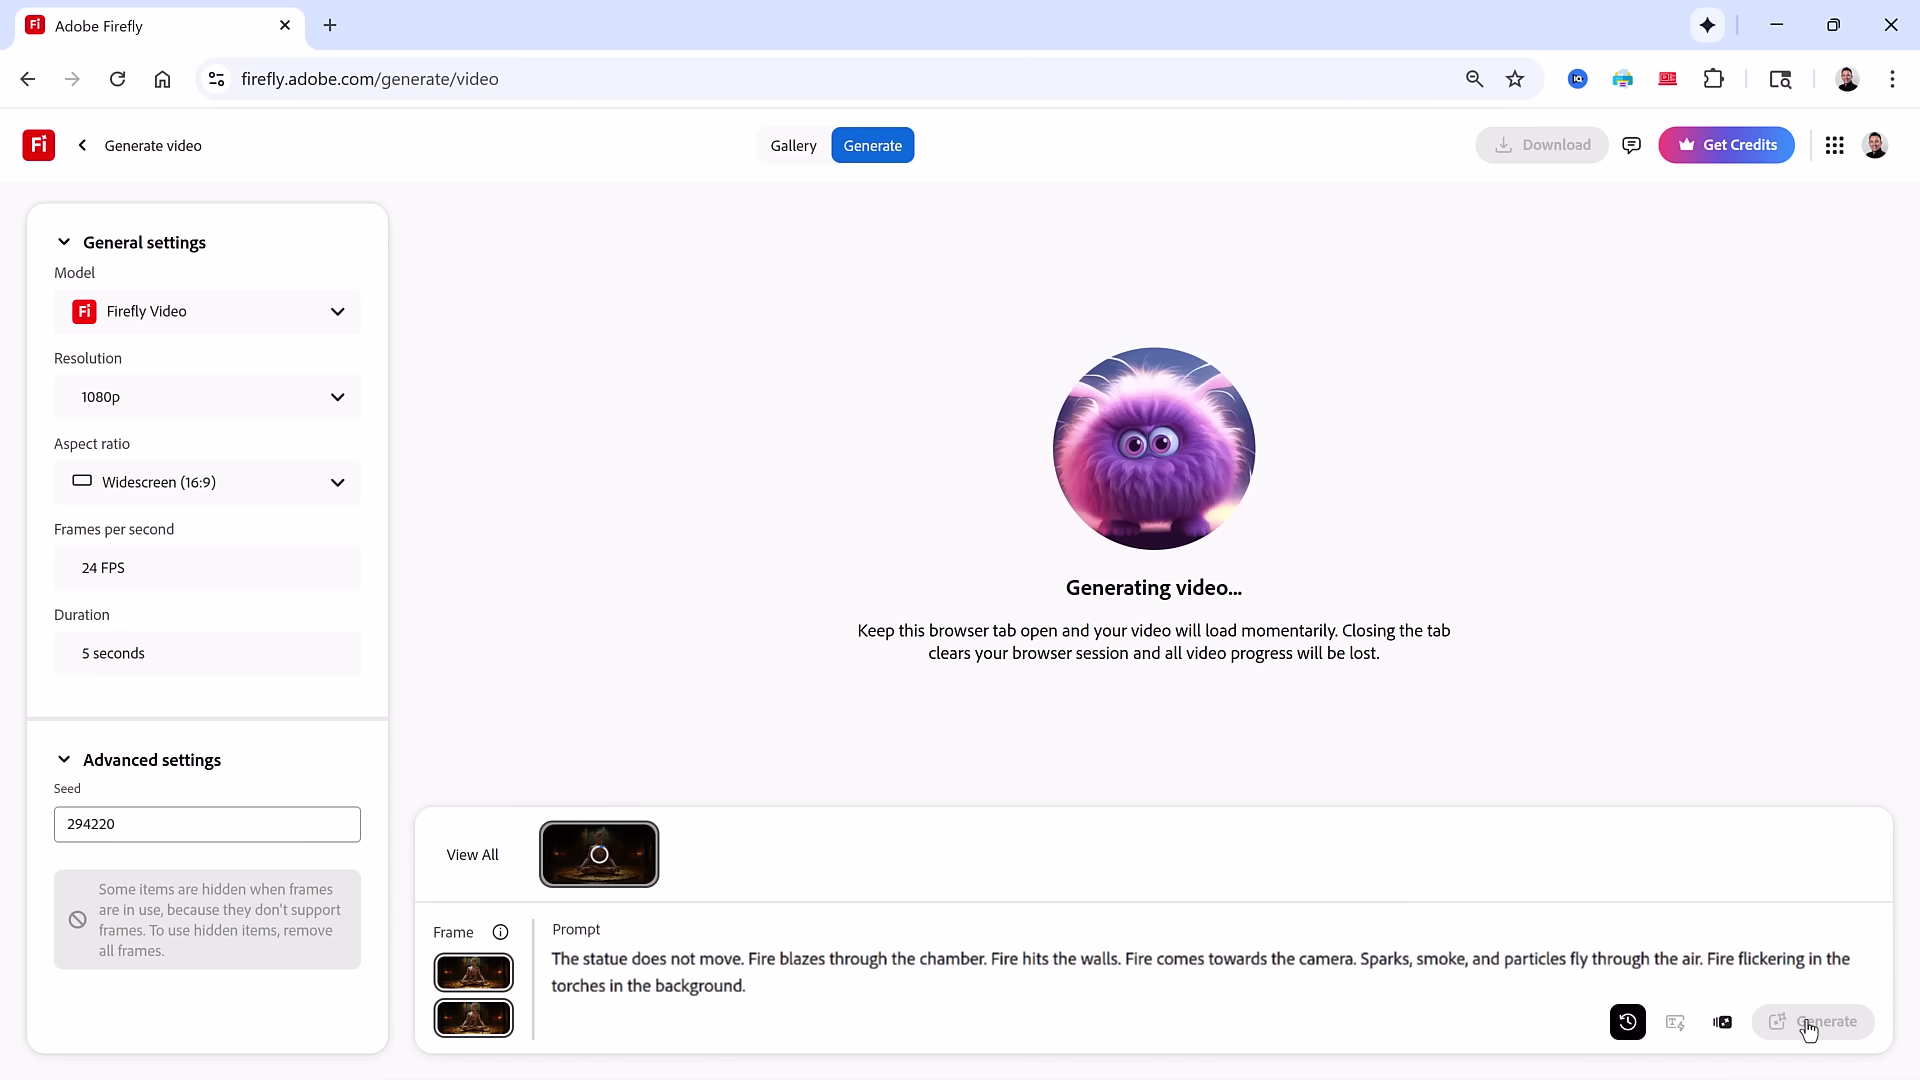 Fi Adobe Firefly
firefly.adobe.com/generate/video
Fi Generate video
Gallery
Generate
Download
Get Credits
General settings
Model
Fi Firefly Video
Resolution
1080p
Aspect ratio
Widescreen (16:9)
Frames per second
24 FPS
Duration
5 seconds
Advanced settings
Seed
294220
Some items are hidden when frames
are in use, because they don't support
frames. To use hidden items, remove
all frames.
Generating video...
Keep this browser tab open and your video will load momentarily. Closing the tab
clears your browser session and all video progress will be lost.
View All
Frame
Prompt
The statue does not move. Fire blazes through the chamber. Fire hits the walls. Fire comes towards the camera. Sparks, smoke, and particles fly through the air. Fire flickering in the
torches in the background.
Generate